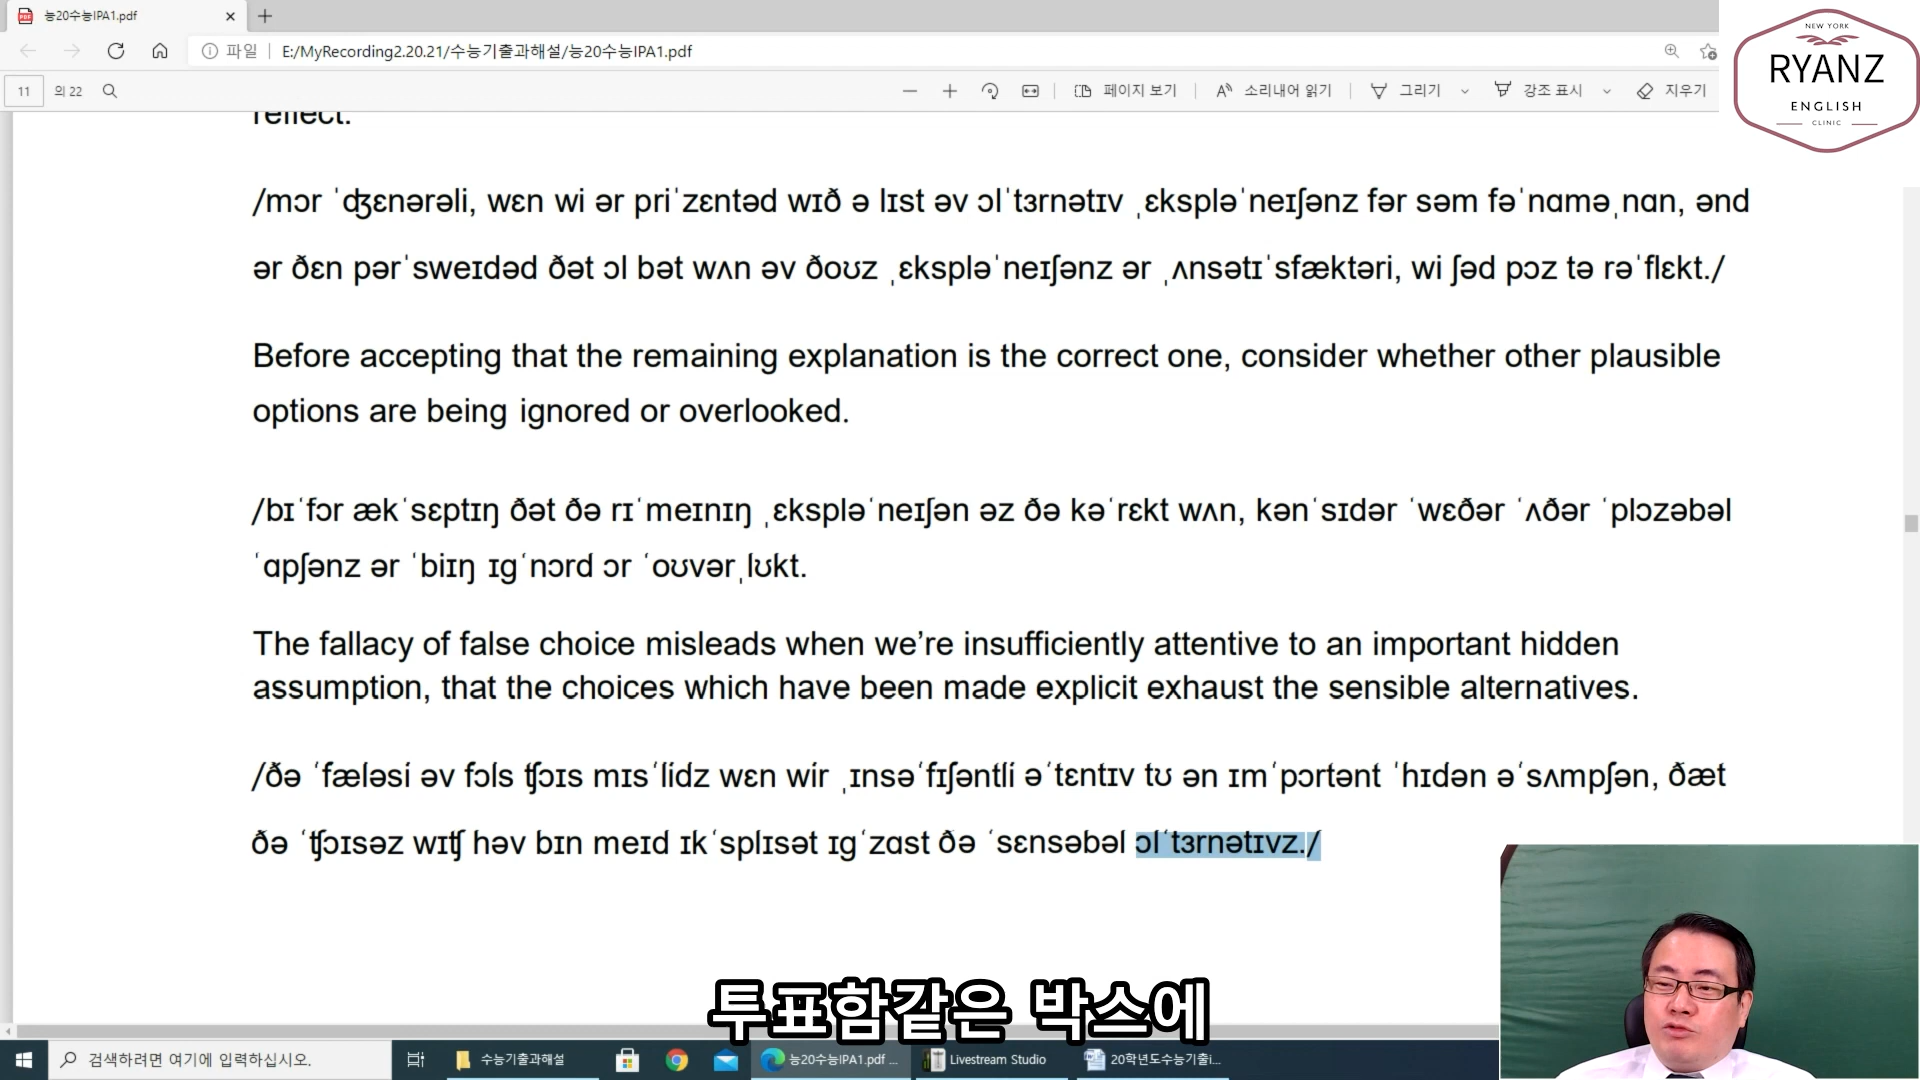 능20수능IPA1.pdf
파일
E:/MyRecording2.20.21/수능기출과해설/능20수능IPA1.pdf
NEW YORK
RYANZ
ENGLISH
CLINIC
11 의 22
페이지 보기
소리내어 읽기
그리기
강조 표시
지우기
reflect.
/mɔr ˈʤɛnərəli, wɛn wi ər priˈzɛntəd wɪð ə lɪst əv ɔlˈtɜrnətɪv ˌɛkspləˈneɪʃənz fər səm fəˈnɑməˌnɑn, ənd
ər ðɛn pərˈsweɪdəd ðət ɔl bət wʌn əv ðoʊz ˌɛkspləˈneɪʃənz ər ˌʌnsətɪˈsfæktəri, wi ʃəd pɔz tə rəˈflɛkt./
Before accepting that the remaining explanation is the correct one, consider whether other plausible
options are being ignored or overlooked.
/bɪˈfɔr ækˈsɛptɪŋ ðət ðə rɪˈmeɪnɪŋ ˌɛkspləˈneɪʃən əz ðə kəˈrɛkt wʌn, kənˈsɪdər ˈwɛðər ˈʌðər ˈplɔzəbəl
ˈɑpʃənz ər ˈbiɪŋ ɪgˈnɔrd ɔr ˈoʊvərˌlʊkt.
The fallacy of false choice misleads when we’re insufficiently attentive to an important hidden
assumption, that the choices which have been made explicit exhaust the sensible alternatives.
/ðə ˈfæləsí əv fɔls ʧɔɪs mɪsˈlídz wɛn wír ˌɪnsəˈfɪʃəntlí əˈtɛntɪv tʊ ən ɪmˈpɔrtənt ˈhɪdən əˈsʌmpʃən, ðæt
ðə ˈʧɔɪsəz wɪʧ həv bɪn meɪd ɪkˈsplɪsət ɪgˈzɑst ðə ˈsɛnsəbəl ɔlˈtɜrnətɪvz./
투표함같은 박스에
검색하려면 여기에 입력하십시오.
수능기출과해설
능20수능IPA1.pdf ...
Livestream Studio
20학년도수능기출i...